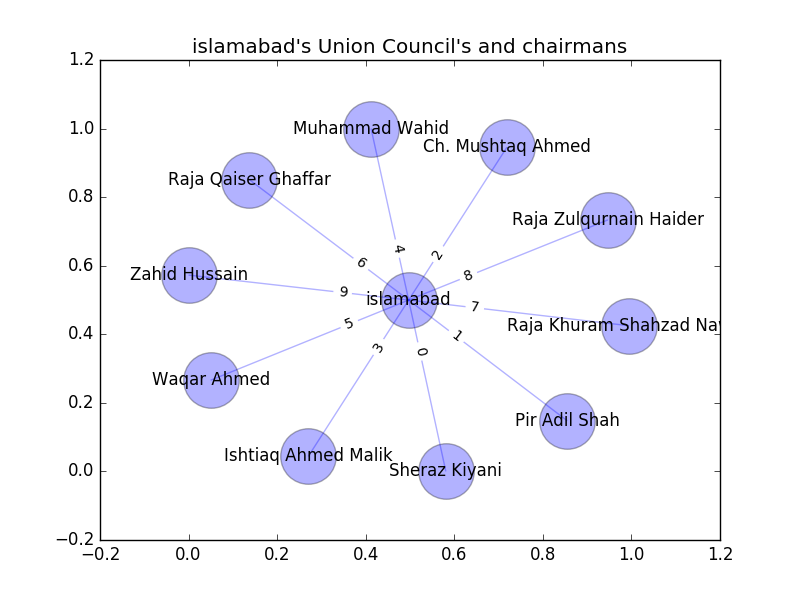 islamabad's Union Council's and chairmans
1.2
1.0
0.8
0.6
0.4
0.2
0.0
−0.2
Muhammad Wahid
Ch. Mushtaq Ahmed
Raja Qaiser Ghaffar
Raja Zulqurnain Haider
4
2
6
8
Zahid Hussain
9
islamabad
7
Raja Khuram Shahzad Naw
5
3
0
1
Waqar Ahmed
Pir Adil Shah
Ishtiaq Ahmed Malik
Sheraz Kiyani
−0.2
0.0
0.2
0.4
0.6
0.8
1.0
1.2